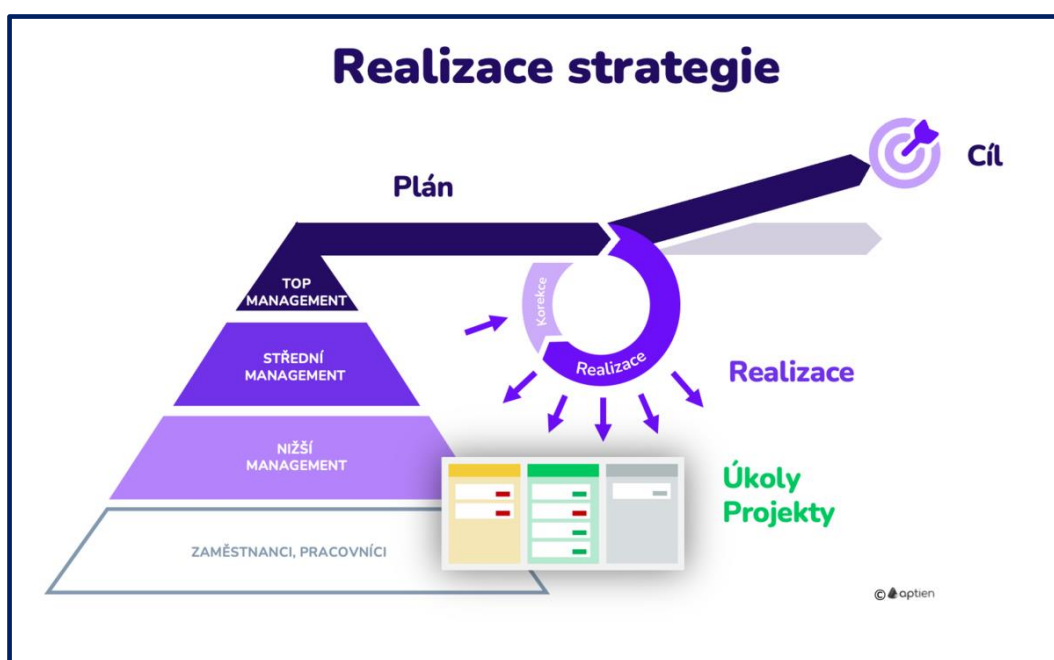 Realizace strategie
Cíl
Plán
TOP
MANAGEMENT
Korekce
STŘEDNÍ
MANAGEMENT
Realizace
Realizace
NIŽŠÍ
MANAGEMENT
Úkoly
Projekty
ZAMĚSTNANCI, PRACOVNÍCI
© aptien